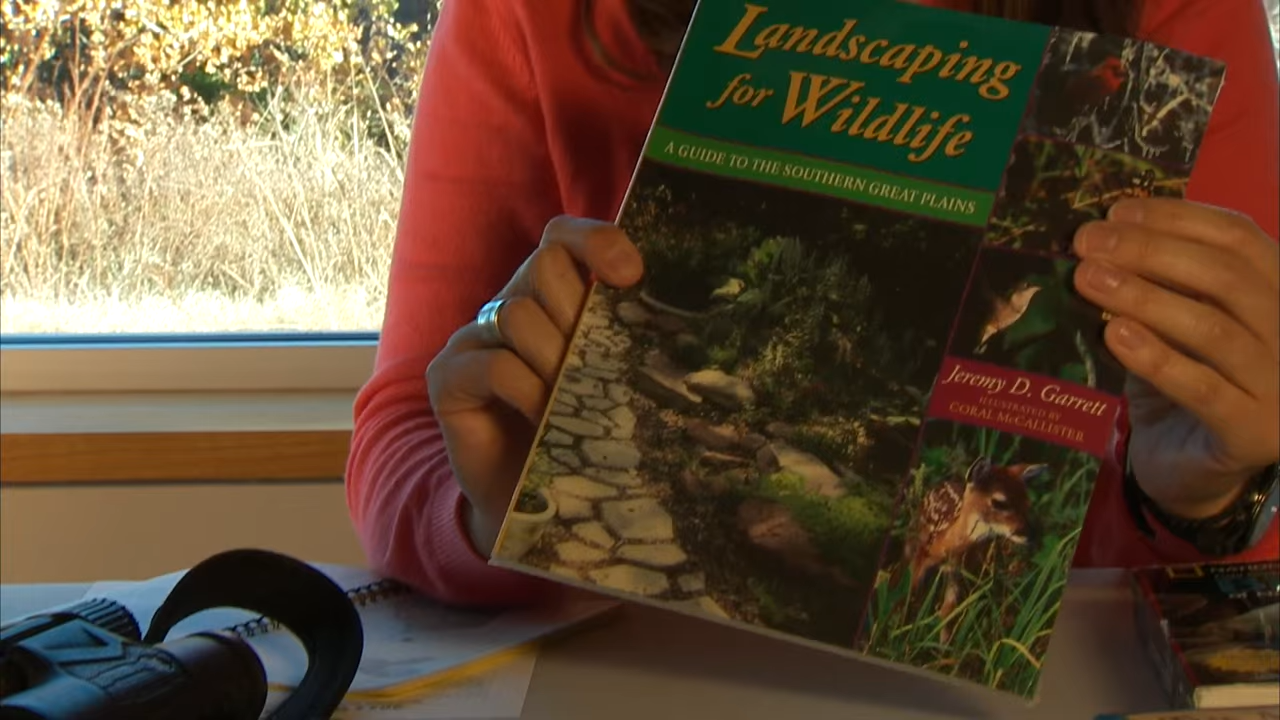 Landscaping
for Wildlife
A GUIDE TO THE SOUTHERN GREAT PLAINS
Jeremy D. Garrett
ILLUSTRATED BY
CORAL McCALLISTER